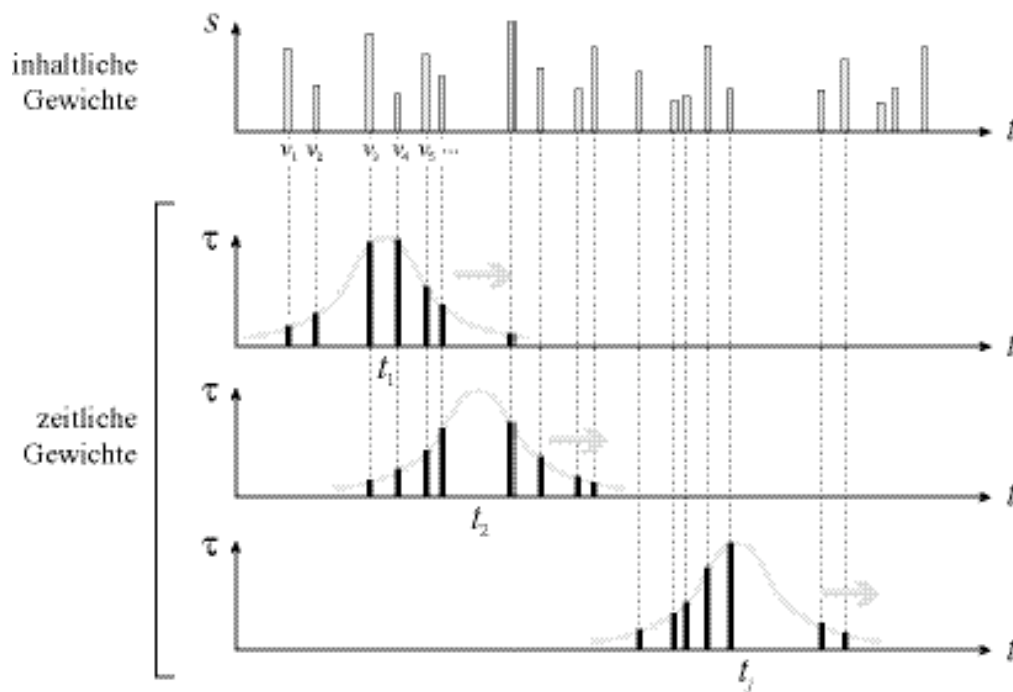 S
inhaltliche
Gewichte
t
v₁ v₂ v₃ v₄ v₅ ...
τ
t
t₁
τ
zeitliche
Gewichte
t
t₂
τ
t
tⱼ